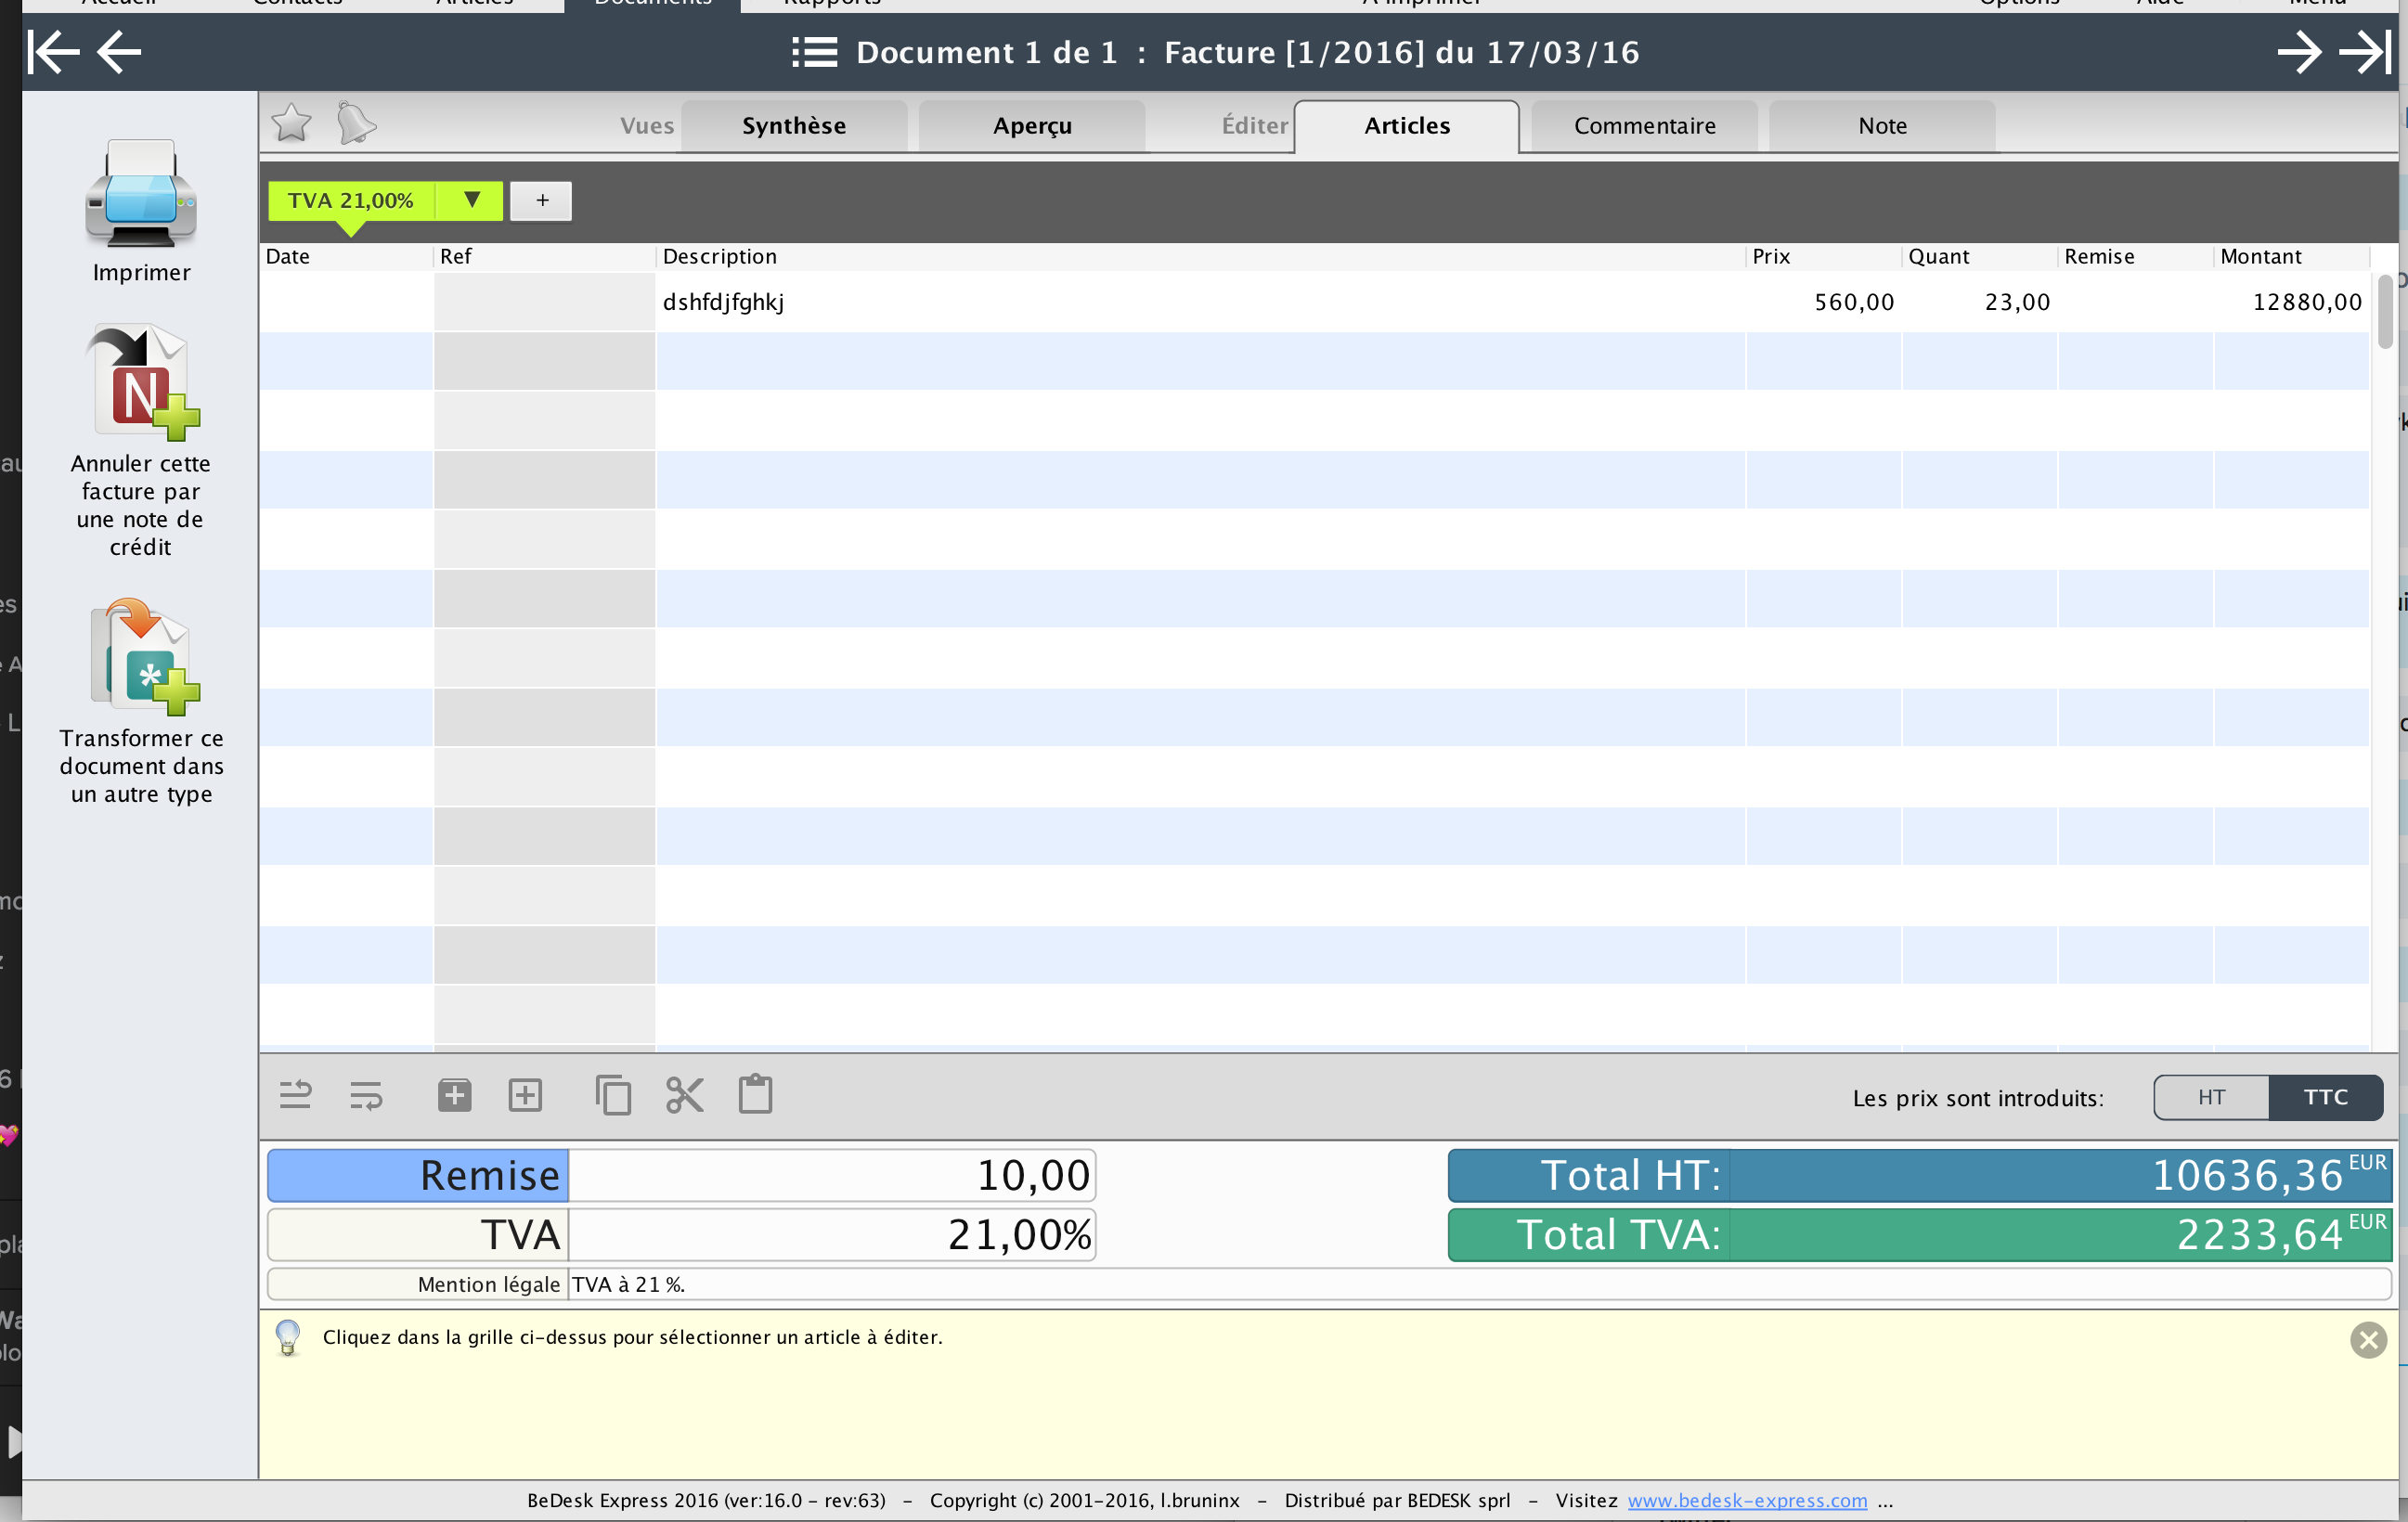 Documents
Document 1 de 1 : Facture [1/2016] du 17/03/16
Vues Synthèse Aperçu Éditer Articles Commentaire Note
TVA 21,00% ▼ +
Imprimer
Date Ref Description Prix Quant Remise Montant
dshfdjfghkj 560,00 23,00 12880,00
N
Annuler cette
facture par
une note de
crédit
*
Transformer ce
document dans
un autre type
Les prix sont introduits: HT TTC
Remise 10,00 Total HT: 10636,36 EUR
TVA 21,00% Total TVA: 2233,64 EUR
Mention légale TVA à 21 %.
Cliquez dans la grille ci-dessus pour sélectionner un article à éditer.
BeDesk Express 2016 (ver:16.0 - rev:63) - Copyright (c) 2001-2016, l.bruninx - Distribué par BEDESK sprl - Visitez www.bedesk-express.com ...